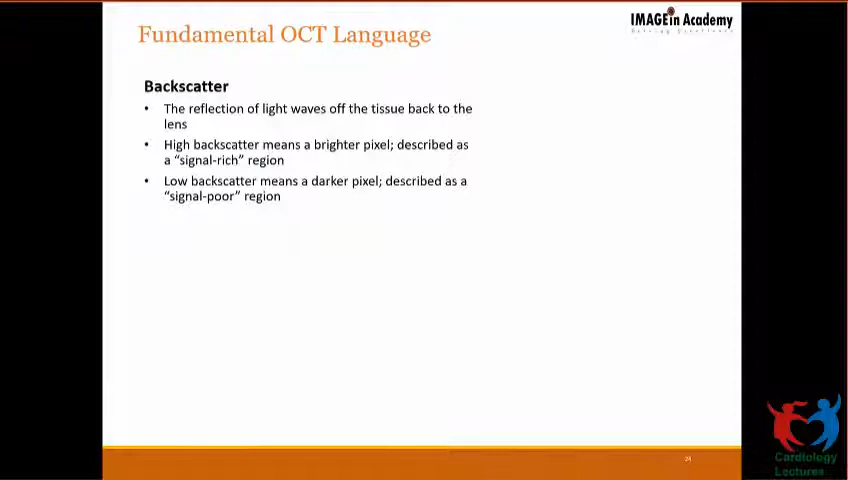 Fundamental OCT Language
IMAGEin Academy
Backscatter
• The reflection of light waves off the tissue back to the
lens
• High backscatter means a brighter pixel; described as
a “signal-rich” region
• Low backscatter means a darker pixel; described as a
“signal-poor” region
24
Cardiology
Lectures